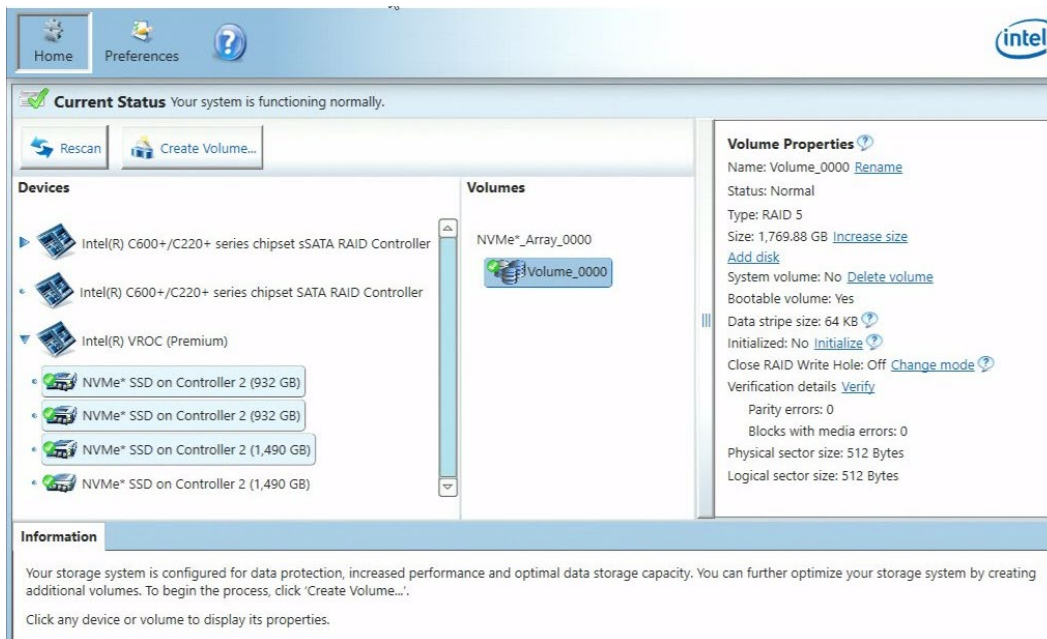 Home
Preferences
intel
Current Status Your system is functioning normally.
Rescan
Create Volume...
Devices
Intel(R) C600+/C220+ series chipset sSATA RAID Controller
Intel(R) C600+/C220+ series chipset SATA RAID Controller
Intel(R) VROC (Premium)
NVMe* SSD on Controller 2 (932 GB)
NVMe* SSD on Controller 2 (932 GB)
NVMe* SSD on Controller 2 (1,490 GB)
NVMe* SSD on Controller 2 (1,490 GB)
Volumes
NVMe*_Array_0000
Volume_0000
Volume Properties
Name: Volume_0000 Rename
Status: Normal
Type: RAID 5
Size: 1,769.88 GB Increase size
Add disk
System volume: No Delete volume
Bootable volume: Yes
Data stripe size: 64 KB
Initialized: No Initialize
Close RAID Write Hole: Off Change mode
Verification details Verify
Parity errors: 0
Blocks with media errors: 0
Physical sector size: 512 Bytes
Logical sector size: 512 Bytes
Information
Your storage system is configured for data protection, increased performance and optimal data storage capacity. You can further optimize your storage system by creating
additional volumes. To begin the process, click 'Create Volume...'.
Click any device or volume to display its properties.